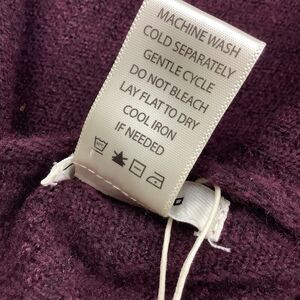 MACHINE WASH
COLD SEPARATELY
GENTLE CYCLE
DO NOT BLEACH
LAY FLAT TO DRY
COOL IRON
IF NEEDED